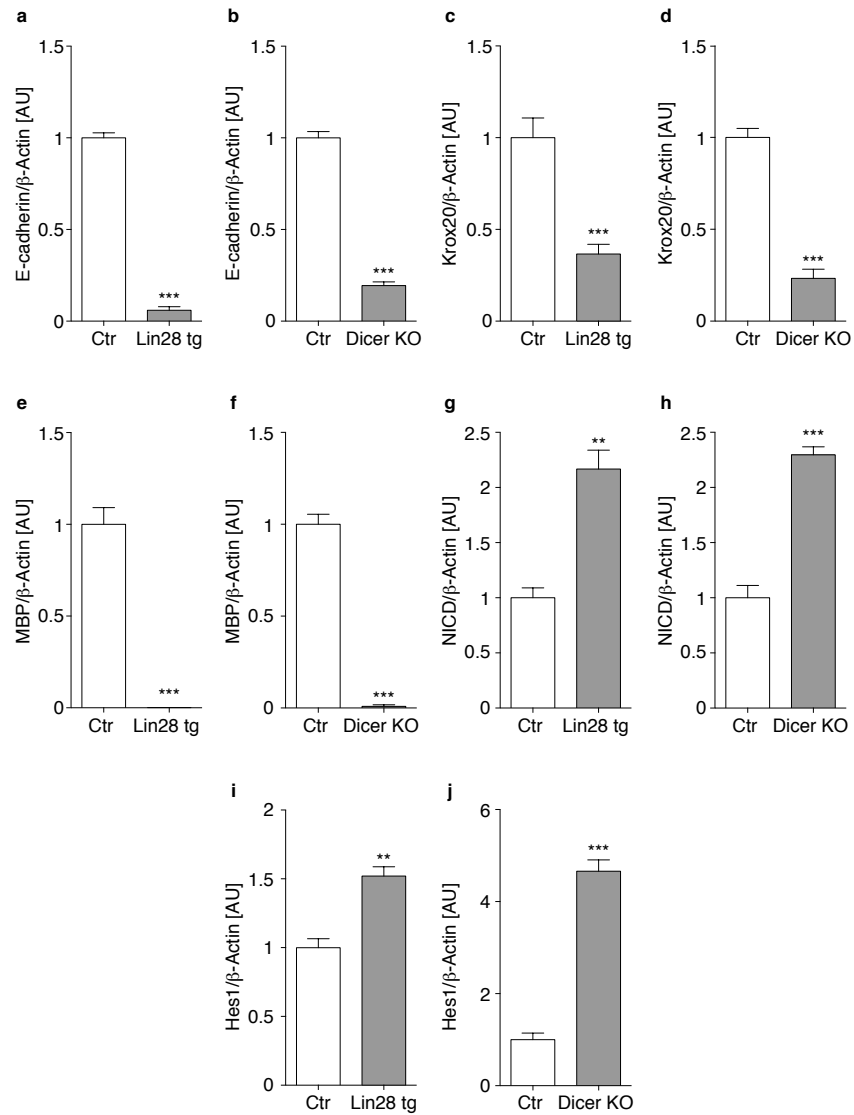 a
E-cadherin/β-Actin [AU]
1.5
1
0.5
0
***
Ctr Lin28 tg
b
E-cadherin/β-Actin [AU]
1.5
1
0.5
0
***
Ctr Dicer KO
c
Krox20/β-Actin [AU]
1.5
1
0.5
0
***
Ctr Lin28 tg
d
Krox20/β-Actin [AU]
1.5
1
0.5
0
***
Ctr Dicer KO
e
MBP/β-Actin [AU]
1.5
1
0.5
0
***
Ctr Lin28 tg
f
MBP/β-Actin [AU]
1.5
1
0.5
0
***
Ctr Dicer KO
g
NICD/β-Actin [AU]
2.5
2
1.5
1
0.5
0
**
Ctr Lin28 tg
h
NICD/β-Actin [AU]
2.5
2
1.5
1
0.5
0
***
Ctr Dicer KO
i
Hes1/β-Actin [AU]
2
1.5
1
0.5
0
**
Ctr Lin28 tg
j
Hes1/β-Actin [AU]
6
4
2
0
***
Ctr Dicer KO